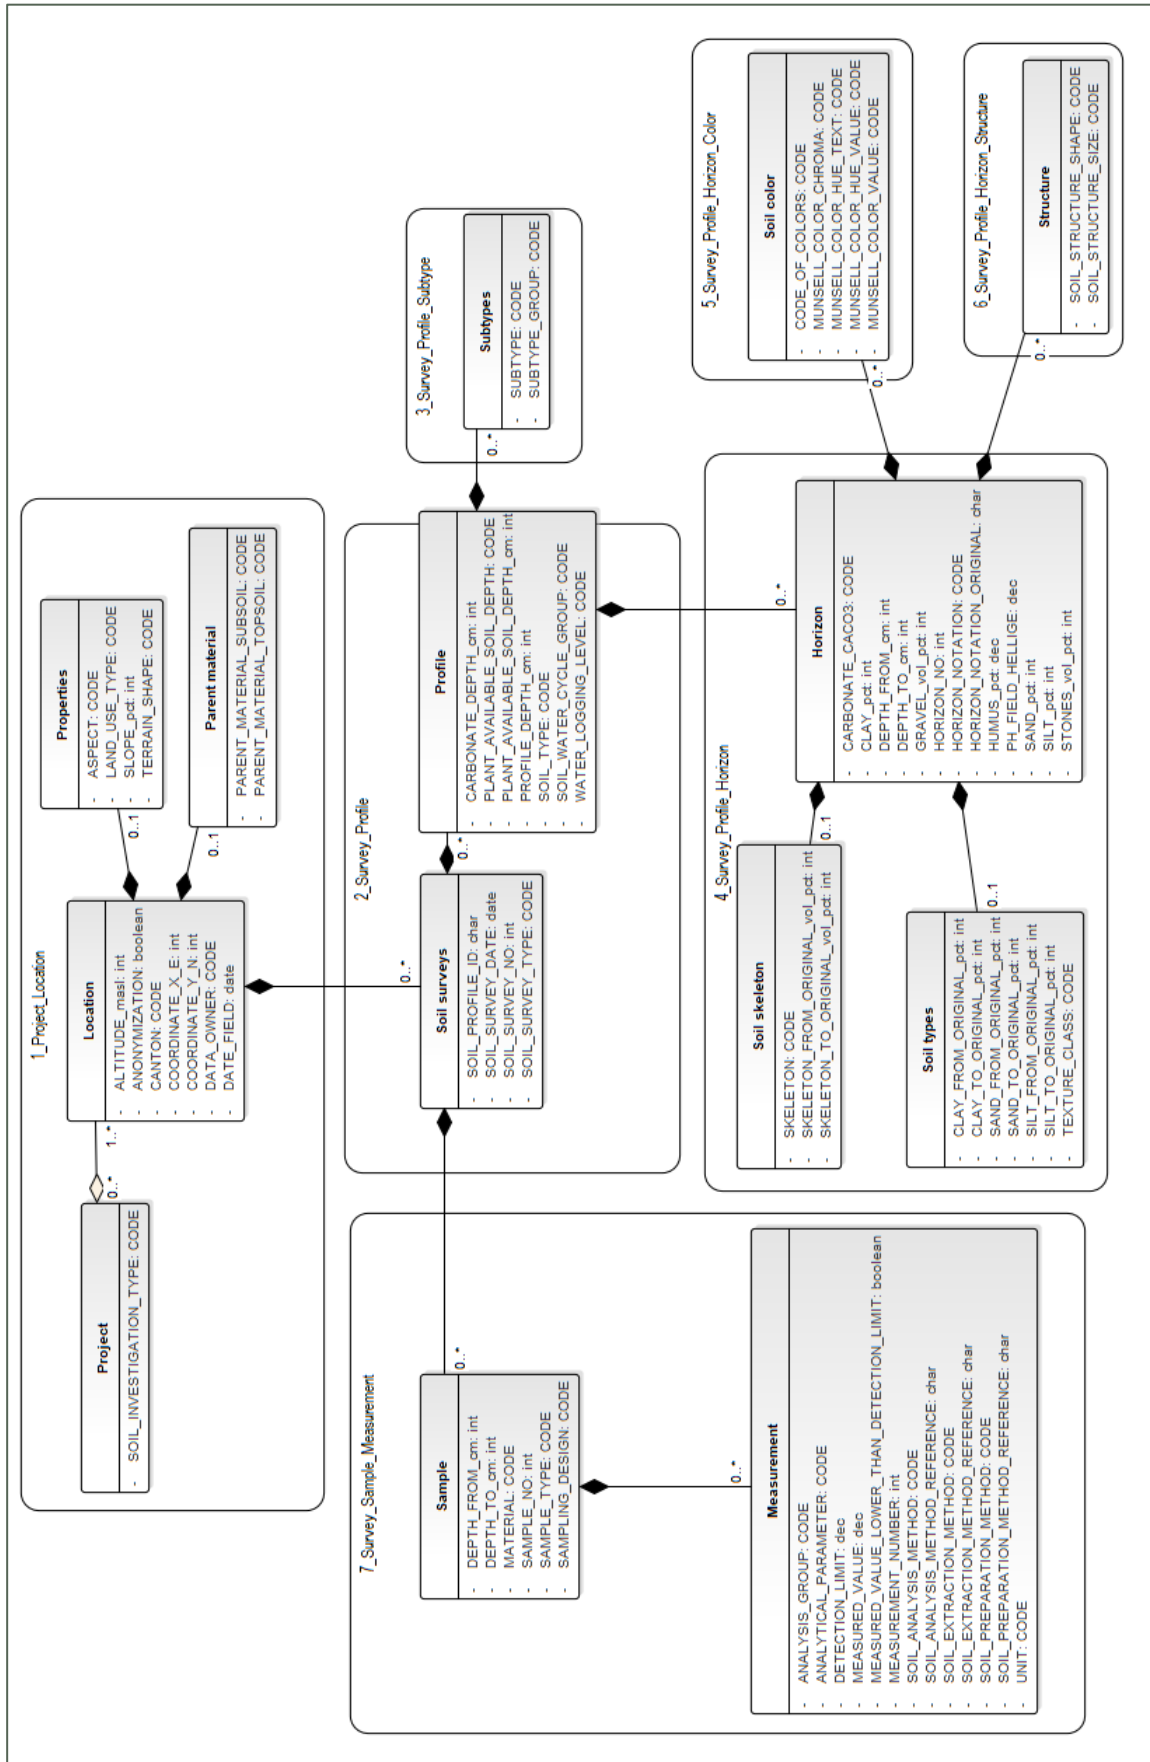 1_Project_Location
Project
- SOIL_INVESTIGATION_TYPE: CODE
0..*
1..*
Location
- ALTITUDE_masl: int
- ANONYMIZATION: boolean
- CANTON: CODE
- COORDINATE_X_E: int
- COORDINATE_Y_N: int
- DATA_OWNER: CODE
- DATE_FIELD: date
0..1
Properties
- ASPECT: CODE
- LAND_USE_TYPE: CODE
- SLOPE_pct: int
- TERRAIN_SHAPE: CODE
0..1
Parent material
- PARENT_MATERIAL_SUBSOIL: CODE
- PARENT_MATERIAL_TOPSOIL: CODE
0..*
2_Survey_Profile
Soil surveys
- SOIL_PROFILE_ID: char
- SOIL_SURVEY_DATE: date
- SOIL_SURVEY_NO: int
- SOIL_SURVEY_TYPE: CODE
0..*
Profile
- CARBONATE_DEPTH_cm: int
- PLANT_AVAILABLE_SOIL_DEPTH: CODE
- PLANT_AVAILABLE_SOIL_DEPTH_cm: int
- PROFILE_DEPTH_cm: int
- SOIL_TYPE: CODE
- SOIL_WATER_CYCLE_GROUP: CODE
- WATER_LOGGING_LEVEL: CODE
3_Survey_Profile_Subtype
0..*
Subtypes
- SUBTYPE: CODE
- SUBTYPE_GROUP: CODE
7_Survey_Sample_Measurement
Sample
0..*
- DEPTH_FROM_cm: int
- DEPTH_TO_cm: int
- MATERIAL: CODE
- SAMPLE_NO: int
- SAMPLE_TYPE: CODE
- SAMPLING_DESIGN: CODE
0..*
Measurement
- ANALYSIS_GROUP: CODE
- ANALYTICAL_PARAMETER: CODE
- DETECTION_LIMIT: dec
- MEASURED_VALUE: dec
- MEASURED_VALUE_LOWER_THAN_DETECTION_LIMIT: boolean
- MEASUREMENT_NUMBER: int
- SOIL_ANALYSIS_METHOD: CODE
- SOIL_ANALYSIS_METHOD_REFERENCE: char
- SOIL_EXTRACTION_METHOD: CODE
- SOIL_EXTRACTION_METHOD_REFERENCE: char
- SOIL_PREPARATION_METHOD: CODE
- SOIL_PREPARATION_METHOD_REFERENCE: char
- UNIT: CODE
4_Survey_Profile_Horizon
Soil skeleton
- SKELETON: CODE
- SKELETON_FROM_ORIGINAL_vol_pct: int
- SKELETON_TO_ORIGINAL_vol_pct: int
0..1
Soil types
- CLAY_FROM_ORIGINAL_pct: int
- CLAY_TO_ORIGINAL_pct: int
- SAND_FROM_ORIGINAL_pct: int
- SAND_TO_ORIGINAL_pct: int
- SILT_FROM_ORIGINAL_pct: int
- SILT_TO_ORIGINAL_pct: int
- TEXTURE_CLASS: CODE
0..1
0..*
Horizon
- CARBONATE_CACO3: CODE
- CLAY_pct: int
- DEPTH_FROM_cm: int
- DEPTH_TO_cm: int
- GRAVEL_vol_pct: int
- HORIZON_NO: int
- HORIZON_NOTATION: CODE
- HORIZON_NOTATION_ORIGINAL: char
- HUMUS_pct: dec
- PH_FIELD_HELLIGE: dec
- SAND_pct: int
- SILT_pct: int
- STONES_vol_pct: int
5_Survey_Profile_Horizon_Color
0..*
Soil color
- CODE_OF_COLORS: CODE
- MUNSELL_COLOR_CHROMA: CODE
- MUNSELL_COLOR_HUE_TEXT: CODE
- MUNSELL_COLOR_HUE_VALUE: CODE
- MUNSELL_COLOR_VALUE: CODE
6_Survey_Profile_Horizon_Structure
0..*
Structure
- SOIL_STRUCTURE_SHAPE: CODE
- SOIL_STRUCTURE_SIZE: CODE